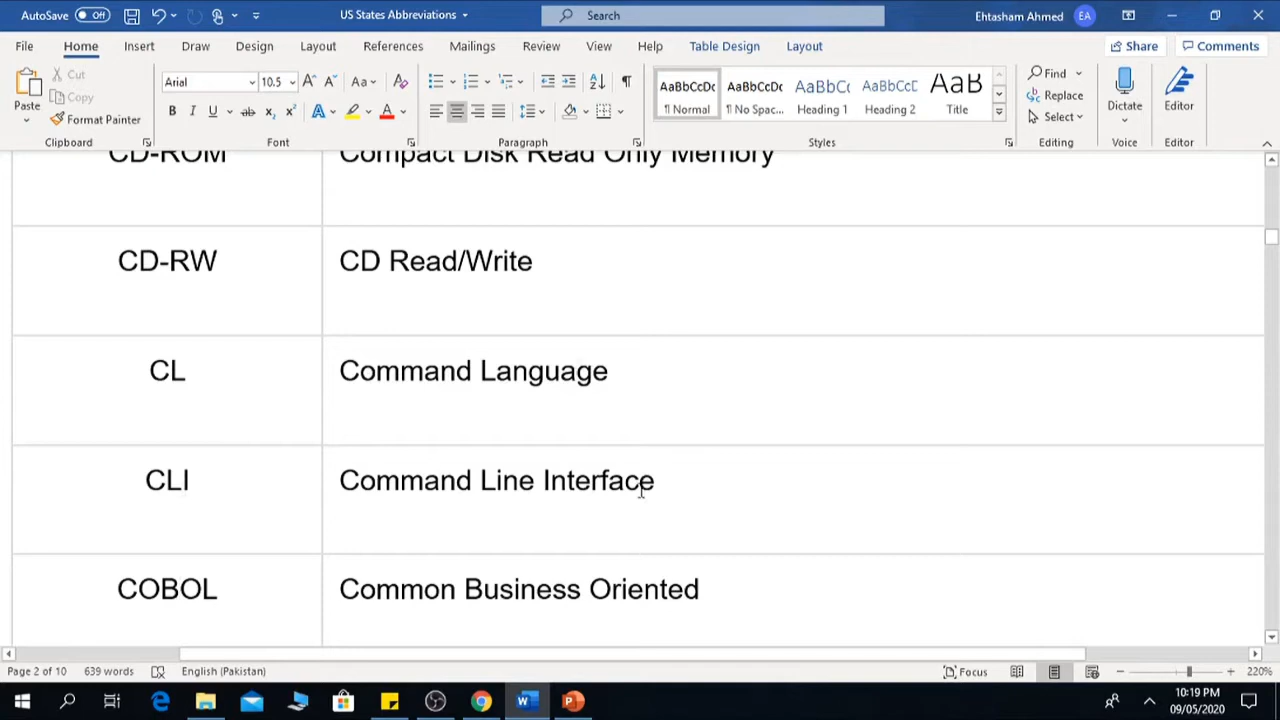 AutoSave Off US States Abbreviations Search Ehtasham Ahmed EA
File Home Insert Draw Design Layout References Mailings Review View Help Table Design Layout Share Comments
Paste Cut Copy Format Painter
Arial 10.5 Aa
B I U ab x₂ x² A A
AaBbCcDc AaBbCcDc AaBbCc AaBbCcC AaB
¶ Normal ¶ No Spac... Heading 1 Heading 2 Title
Find Replace Select
Dictate Editor
Clipboard Font Paragraph Styles Editing Voice Editor
CD-ROM Compact Disk Read Only Memory
CD-RW CD Read/Write
CL Command Language
CLI Command Line Interface
COBOL Common Business Oriented
Page 2 of 10 639 words English (Pakistan) Focus 220%
10:19 PM
09/05/2020